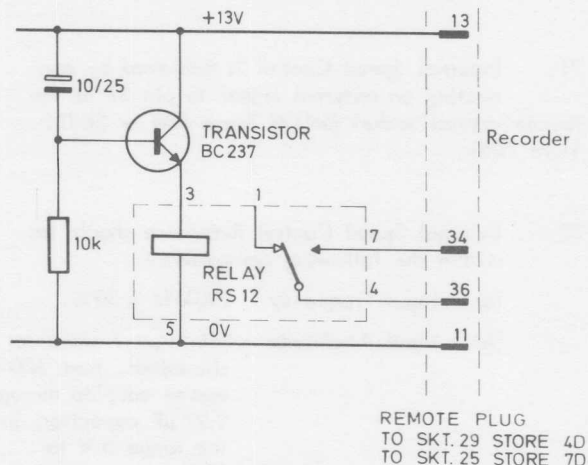 +13V
13
10/25
TRANSISTOR
BC237
Recorder
3
1
10k
17
34
RELAY
RS 12
4
36
5
0V
11
REMOTE PLUG
TO SKT. 29 STORE 4D
TO SKT. 25 STORE 7D